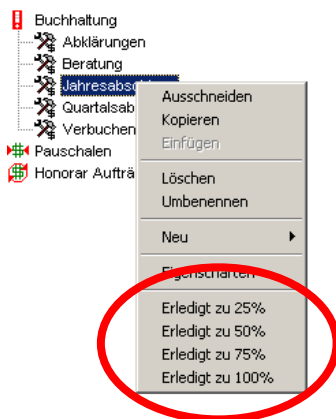 Buchhaltung
Abklärungen
Beratung
Jahresabschl
Quartalsab
Verbuchen
Pauschalen
Honorar Aufträ
Ausschneiden
Kopieren
Einfügen
Löschen
Umbenennen
Neu
Eigenschaften
Erledigt zu 25%
Erledigt zu 50%
Erledigt zu 75%
Erledigt zu 100%